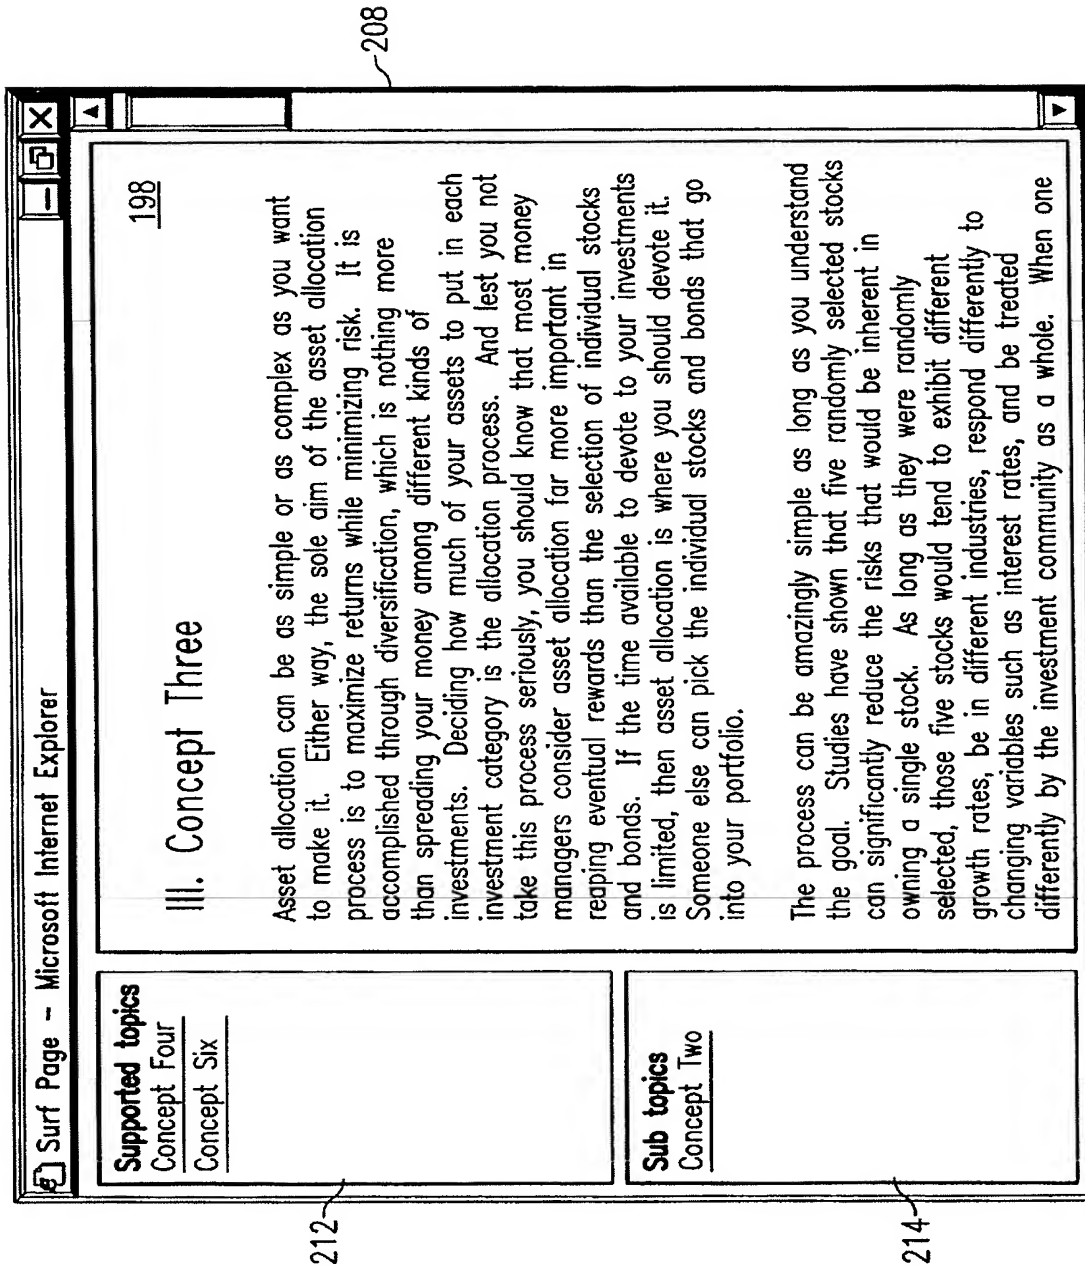 Surf Page – Microsoft Internet Explorer
Supported topics
Concept Four
Concept Six
212
Sub topics
Concept Two
214
198
III. Concept Three
Asset allocation can be as simple or as complex as you want
to make it. Either way, the sole aim of the asset allocation
process is to maximize returns while minimizing risk. It is
accomplished through diversification, which is nothing more
than spreading your money among different kinds of
investments. Deciding how much of your assets to put in each
investment category is the allocation process. And lest you not
take this process seriously, you should know that most money
managers consider asset allocation far more important in
reaping eventual rewards than the selection of individual stocks
and bonds. If the time available to devote to your investments
is limited, then asset allocation is where you should devote it.
Someone else can pick the individual stocks and bonds that go
into your portfolio.
The process can be amazingly simple as long as you understand
the goal. Studies have shown that five randomly selected stocks
can significantly reduce the risks that would be inherent in
owning a single stock. As long as they were randomly
selected, those five stocks would tend to exhibit different
growth rates, be in different industries, respond differently to
changing variables such as interest rates, and be treated
differently by the investment community as a whole. When one
208